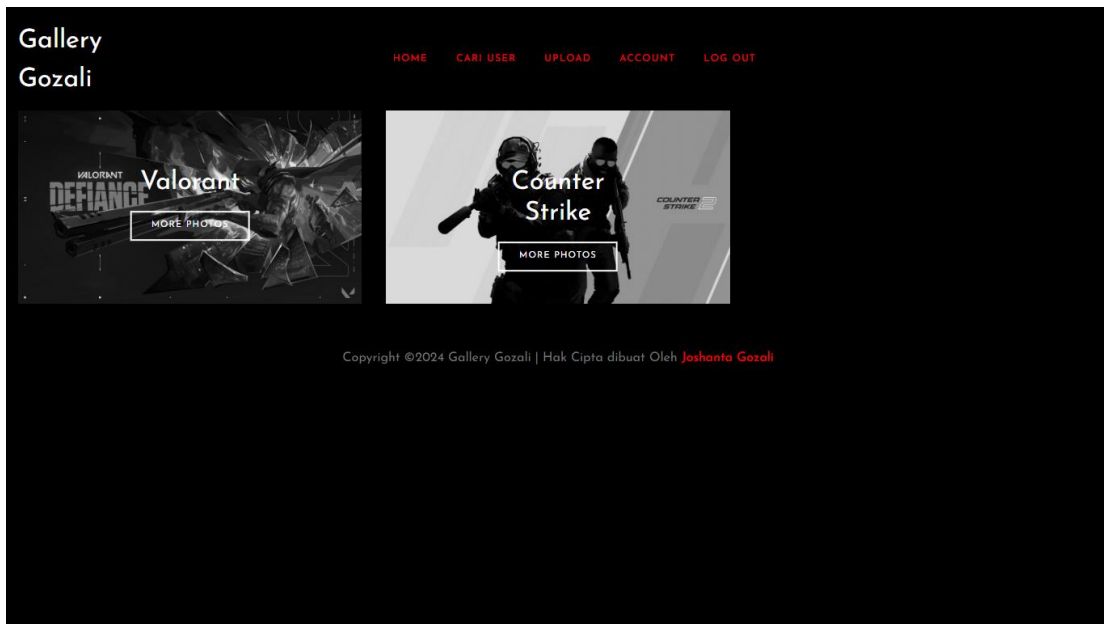 Gallery
Gozali
HOME CARI USER UPLOAD ACCOUNT LOG OUT
VALORANT
DEFIANCE
Valorant
MORE PHOTOS
Counter
Strike
COUNTER
STRIKE 2
MORE PHOTOS
Copyright ©2024 Gallery Gozali | Hak Cipta dibuat Oleh Joshanta Gozali